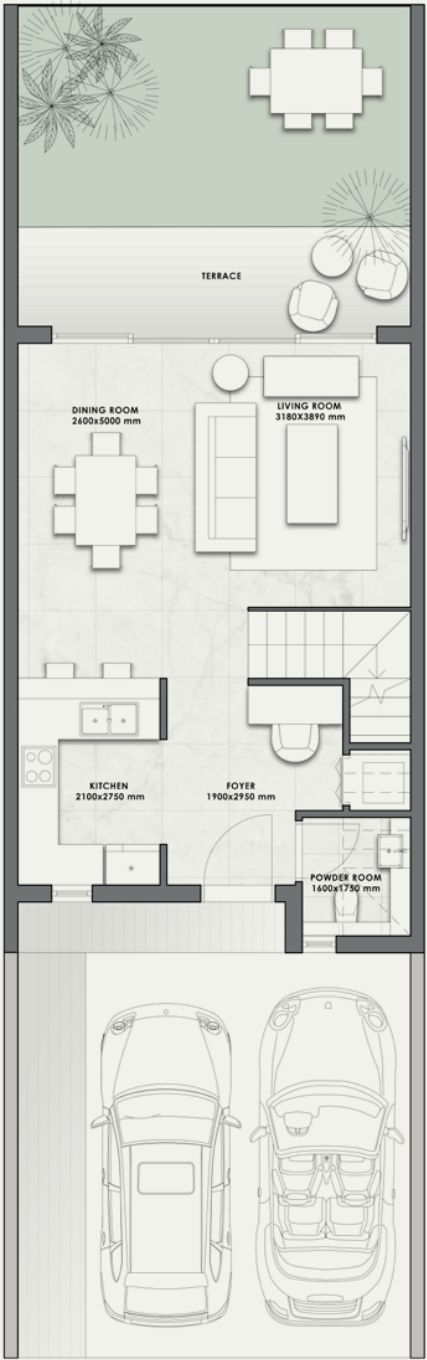 TERRACE
DINING ROOM
2600x5000 mm
LIVING ROOM
3180X3890 mm
KITCHEN
2100x2750 mm
FOYER
1900x2950 mm
POWDER ROOM
1600x1750 mm